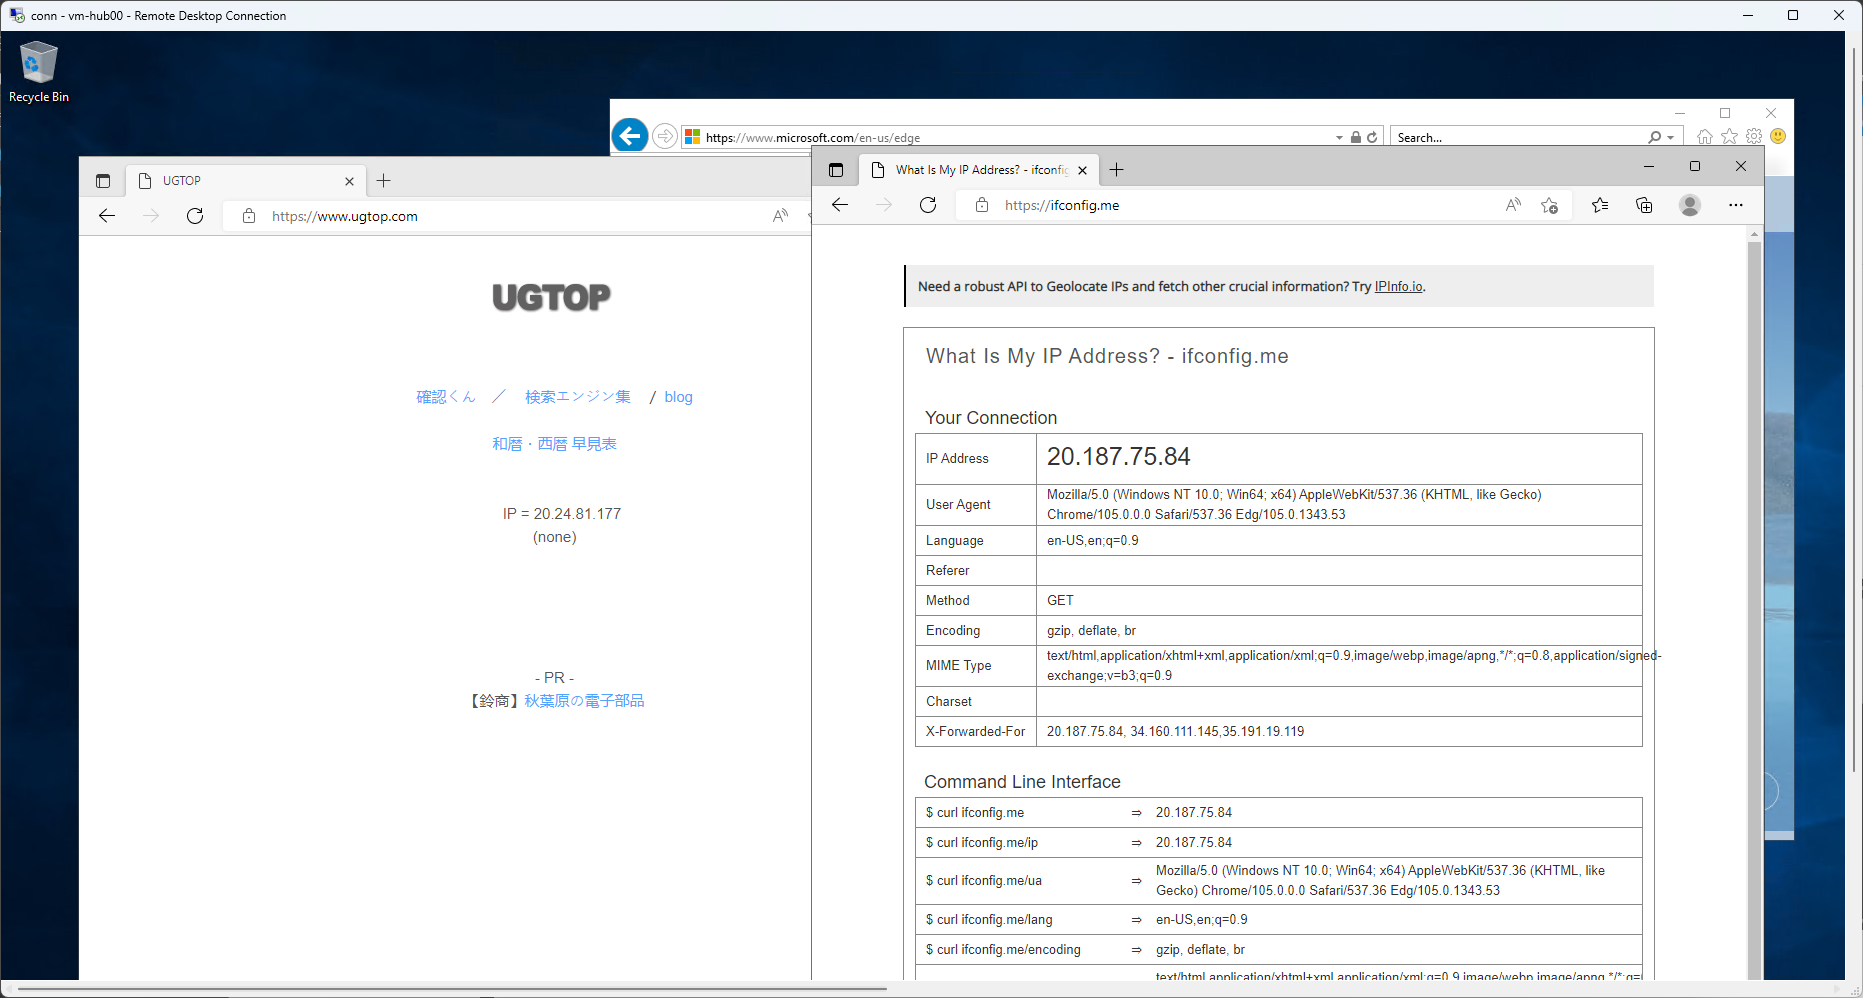 conn - vm-hub00 - Remote Desktop Connection
Recycle Bin
https://www.microsoft.com/en-us/edge
Search...
UGTOP
https://www.ugtop.com
UGTOP
確認くん ／ 検索エンジン集 / blog
和暦・西暦 早見表
IP = 20.24.81.177
(none)
- PR -
【鈴商】秋葉原の電子部品
What Is My IP Address? - ifconfig
https://ifconfig.me
Need a robust API to Geolocate IPs and fetch other crucial information? Try IPInfo.io.
What Is My IP Address? - ifconfig.me
Your Connection
IP Address 20.187.75.84
User Agent Mozilla/5.0 (Windows NT 10.0; Win64; x64) AppleWebKit/537.36 (KHTML, like Gecko)
Chrome/105.0.0.0 Safari/537.36 Edg/105.0.1343.53
Language en-US,en;q=0.9
Referer
Method GET
Encoding gzip, deflate, br
MIME Type text/html,application/xhtml+xml,application/xml;q=0.9,image/webp,image/apng,*/*;q=0.8,application/signed-
exchange;v=b3;q=0.9
Charset
X-Forwarded-For 20.187.75.84, 34.160.111.145,35.191.19.119
Command Line Interface
$ curl ifconfig.me ⇒ 20.187.75.84
$ curl ifconfig.me/ip ⇒ 20.187.75.84
$ curl ifconfig.me/ua ⇒ Mozilla/5.0 (Windows NT 10.0; Win64; x64) AppleWebKit/537.36 (KHTML, like
Gecko) Chrome/105.0.0.0 Safari/537.36 Edg/105.0.1343.53
$ curl ifconfig.me/lang ⇒ en-US,en;q=0.9
$ curl ifconfig.me/encoding ⇒ gzip, deflate, br
text/html,application/xhtml+xml,application/xml;q=0.9,image/webp,image/apng,*/*;q=